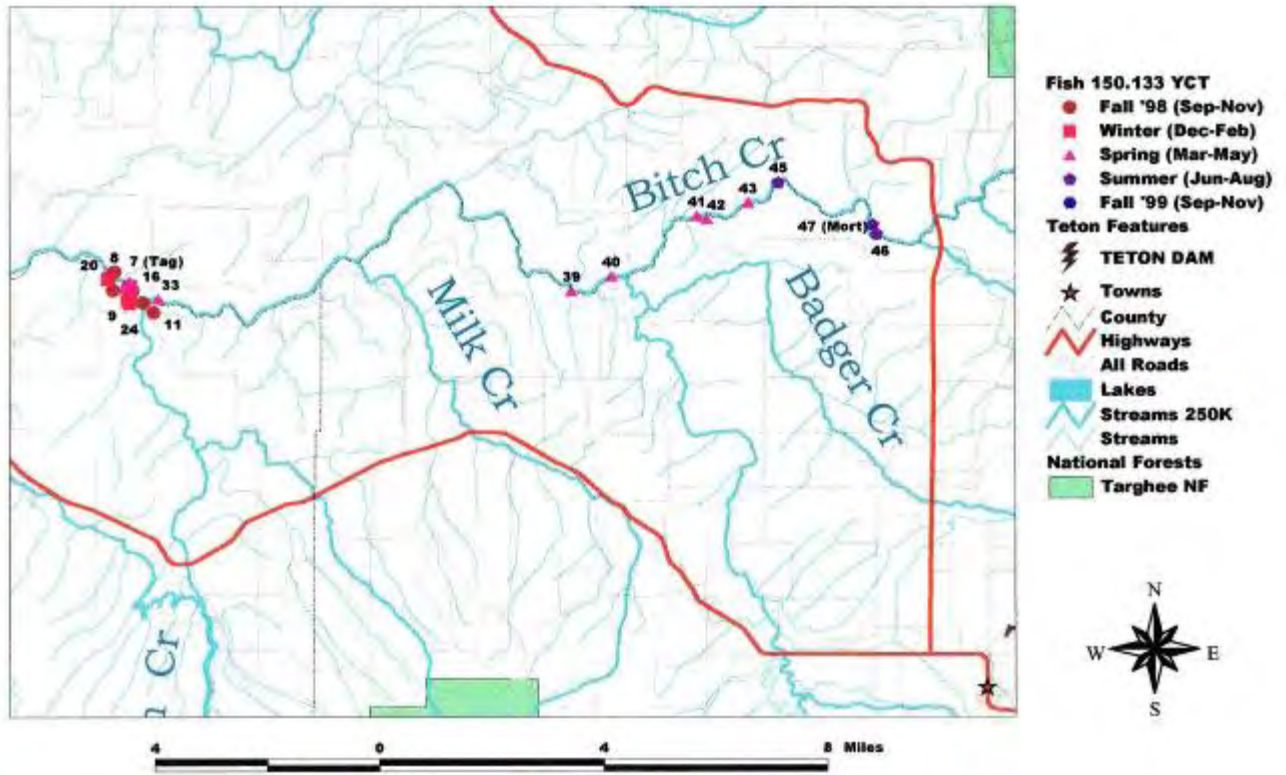 Bitch Cr
45
43
41
42
47 (Mort)
46
40
39
8
7 (Tag)
20
16
33
9
24
11
Milk Cr
Badger Cr
n Cr
Fish 150.133 YCT
Fall '98 (Sep-Nov)
Winter (Dec-Feb)
Spring (Mar-May)
Summer (Jun-Aug)
Fall '99 (Sep-Nov)
Teton Features
TETON DAM
Towns
County
Highways
All Roads
Lakes
Streams 250K
Streams
National Forests
Targhee NF
N
W E
S
4 0 4 8 Miles